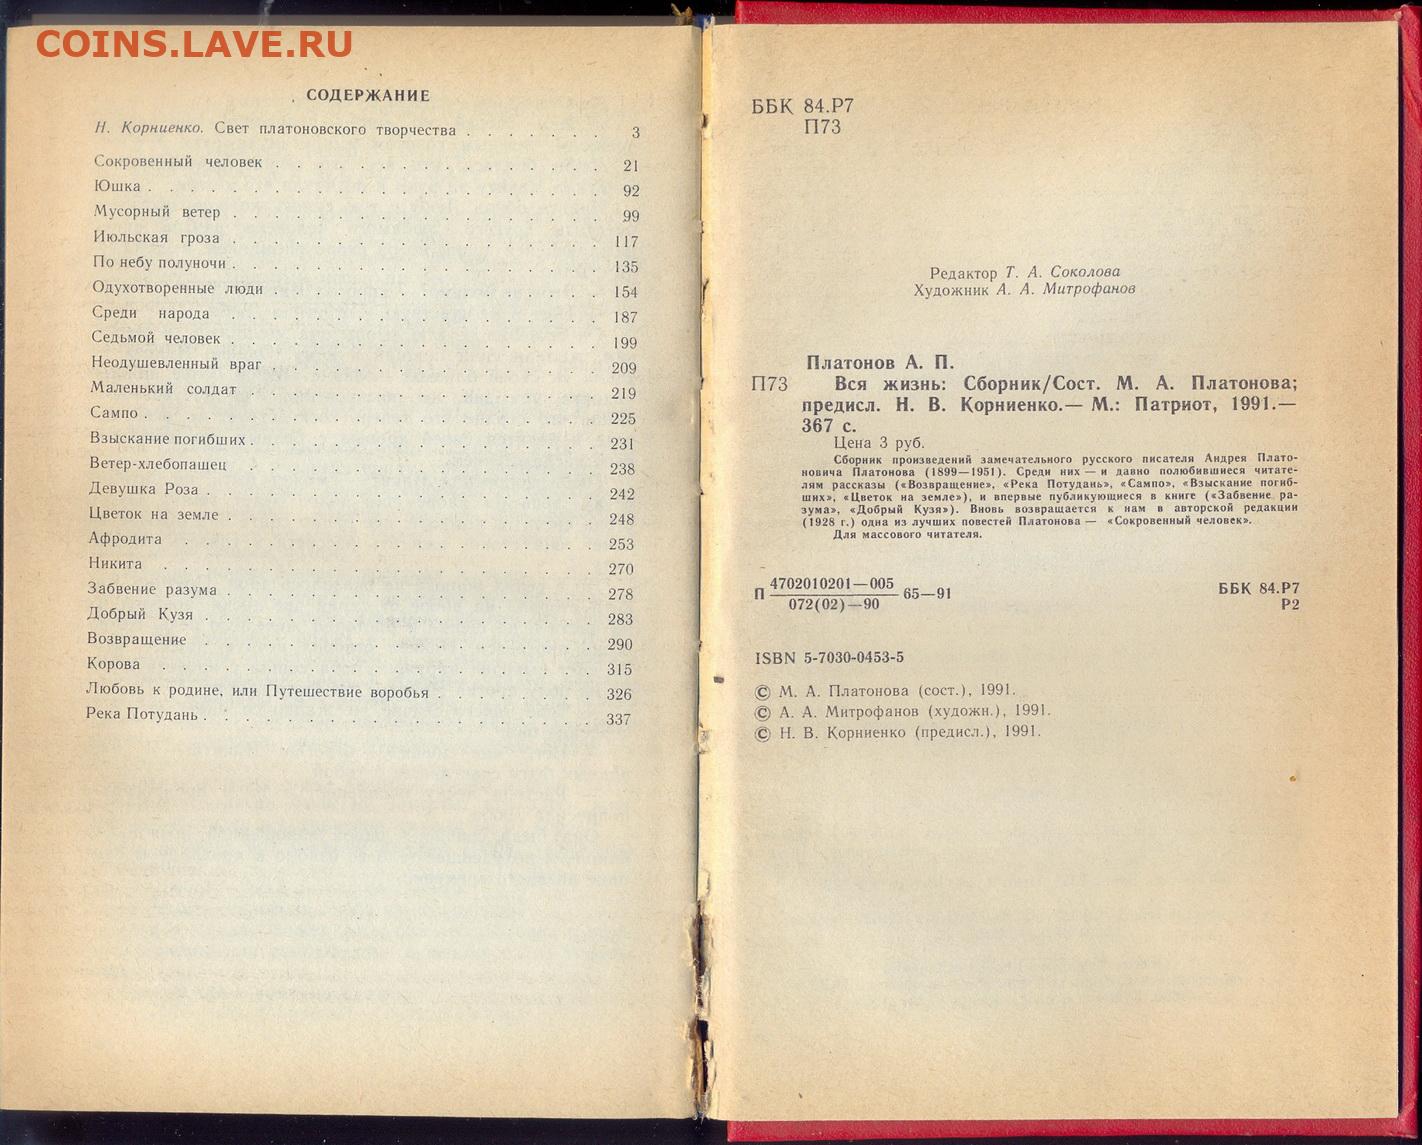 COINS.LAVE.RU
СОДЕРЖАНИЕ
Н. Корниенко. Свет платоновского творчества . . . . . . . 3
Сокровенный человек . . . . . . . . . . . . . . . . 21
Юшка . . . . . . . . . . . . . . . . . . . . . . 92
Мусорный ветер . . . . . . . . . . . . . . . . . . 99
Июльская гроза . . . . . . . . . . . . . . . . . . 117
По небу полуночи . . . . . . . . . . . . . . . . . . 135
Одухотворенные люди . . . . . . . . . . . . . . . . 154
Среди народа . . . . . . . . . . . . . . . . . . 187
Седьмой человек . . . . . . . . . . . . . . . . . . 199
Неодушевленный враг . . . . . . . . . . . . . . . . 209
Маленький солдат . . . . . . . . . . . . . . . . . 219
Сампо . . . . . . . . . . . . . . . . . . . . . . 225
Взыскание погибших . . . . . . . . . . . . . . . . . 231
Ветер-хлебопашец . . . . . . . . . . . . . . . . . 238
Девушка Роза . . . . . . . . . . . . . . . . . . . 242
Цветок на земле . . . . . . . . . . . . . . . . . . 248
Афродита . . . . . . . . . . . . . . . . . . . . 253
Никита . . . . . . . . . . . . . . . . . . . . . 270
Забвение разума . . . . . . . . . . . . . . . . . . 278
Добрый Кузя . . . . . . . . . . . . . . . . . . . 283
Возвращение . . . . . . . . . . . . . . . . . . . 290
Корова . . . . . . . . . . . . . . . . . . . . . 315
Любовь к родине, или Путешествие воробья . . . . . . . . 326
Река Потудань . . . . . . . . . . . . . . . . . . . 337
ББК 84.Р7
П73
Редактор Т. А. Соколова
Художник А. А. Митрофанов
Платонов А. П.
П73 Вся жизнь: Сборник/Сост. М. А. Платонова;
предисл. Н. В. Корниенко.— М.: Патриот, 1991.—
367 с.
Цена 3 руб.
Сборник произведений замечательного русского писателя Андрея Плато-
новича Платонова (1899—1951). Среди них — и давно полюбившиеся читате-
лям рассказы («Возвращение», «Река Потудань», «Сампо», «Взыскание погиб-
ших», «Цветок на земле»), и впервые публикующиеся в книге («Забвение ра-
зума», «Добрый Кузя»). Вновь возвращается к нам в авторской редакции
(1928 г.) одна из лучших повестей Платонова — «Сокровенный человек».
Для массового читателя.
П 4702010201—005 65—91
072(02)—90
ББК 84.Р7
Р2
ISBN 5-7030-0453-5
© М. А. Платонова (сост.), 1991.
© А. А. Митрофанов (художн.), 1991.
© Н. В. Корниенко (предисл.), 1991.